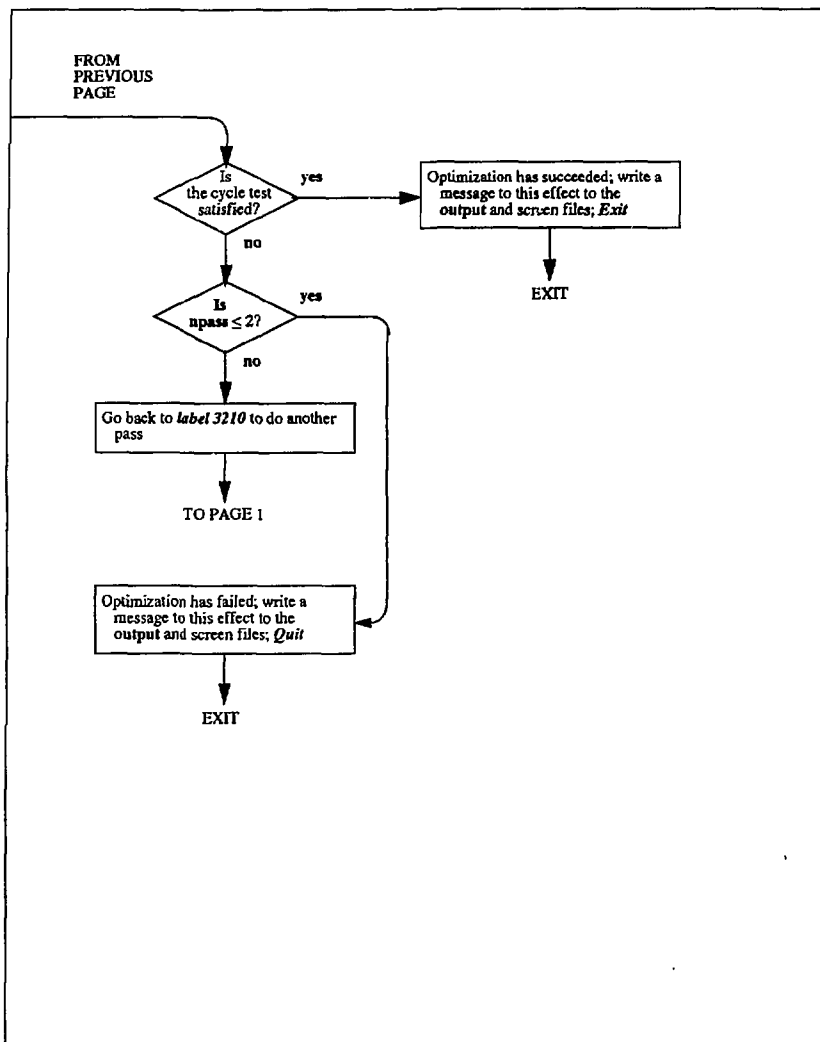 FROM
PREVIOUS
PAGE
Is
the cycle test
satisfied?
yes
Optimization has succeeded; write a
message to this effect to the
output and screen files; Exit
no
EXIT
Is
npass ≤ 2?
yes
no
Go back to label 3210 to do another
pass
TO PAGE 1
Optimization has failed; write a
message to this effect to the
output and screen files; Quit
EXIT